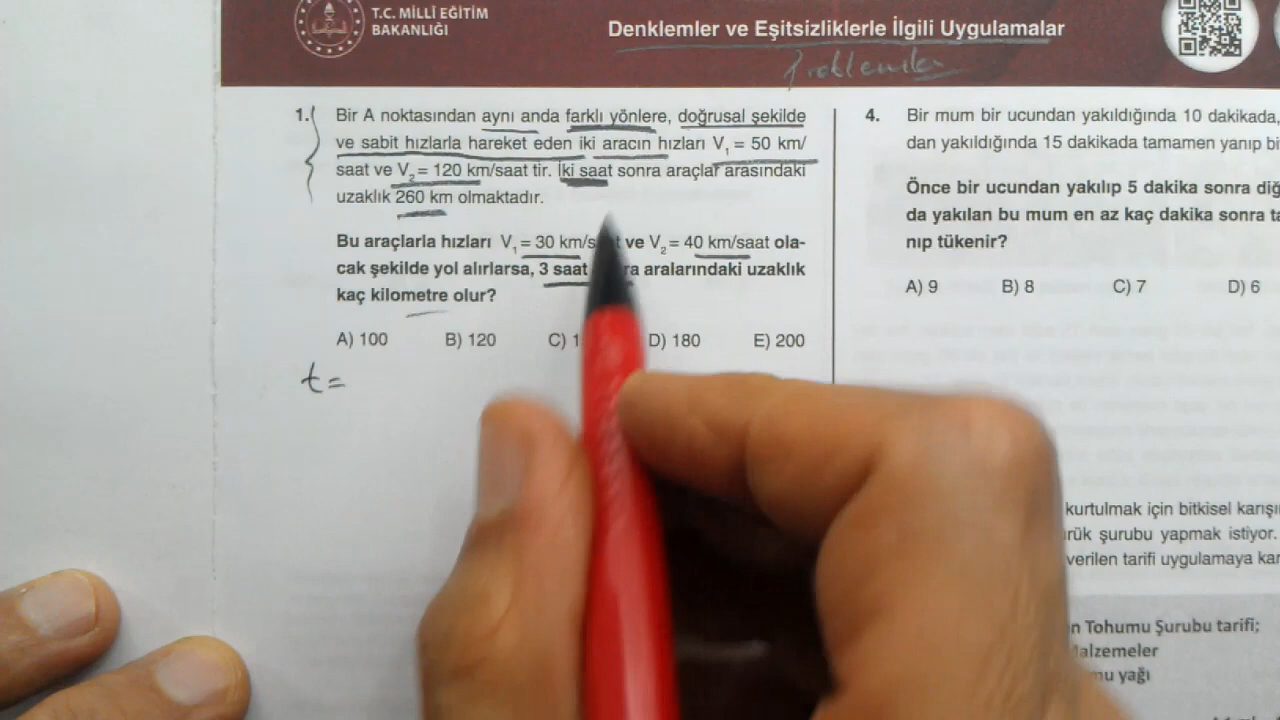 T.C. MİLLÎ EĞİTİM
BAKANLIĞI
Denklemler ve Eşitsizliklerle İlgili Uygulamalar
Problemler
1. Bir A noktasından aynı anda farklı yönlere, doğrusal şekilde
ve sabit hızlarla hareket eden iki aracın hızları V₁ = 50 km/
saat ve V₂ = 120 km/saat tir. İki saat sonra araçlar arasındaki
uzaklık 260 km olmaktadır.
Bu araçlarla hızları V₁ = 30 km/s ve V₂ = 40 km/saat ola-
cak şekilde yol alırlarsa, 3 saat aralarındaki uzaklık
kaç kilometre olur?
A) 100 B) 120 C) 1 D) 180 E) 200
t =
4. Bir mum bir ucundan yakıldığında 10 dakikada,
dan yakıldığında 15 dakikada tamamen yanıp bi
Önce bir ucundan yakılıp 5 dakika sonra diğ
da yakılan bu mum en az kaç dakika sonra ta
nıp tükenir?
A) 9 B) 8 C) 7 D) 6
kurtulmak için bitkisel karışı
rük şurubu yapmak istiyor.
verilen tarifi uygulamaya ka
n Tohumu Şurubu tarifi;
alzemeler
mu yağı